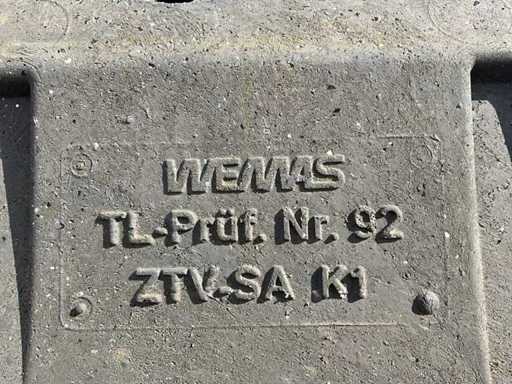 WEMAS
TL-Prüf. Nr. 92
ZTV-SA K1